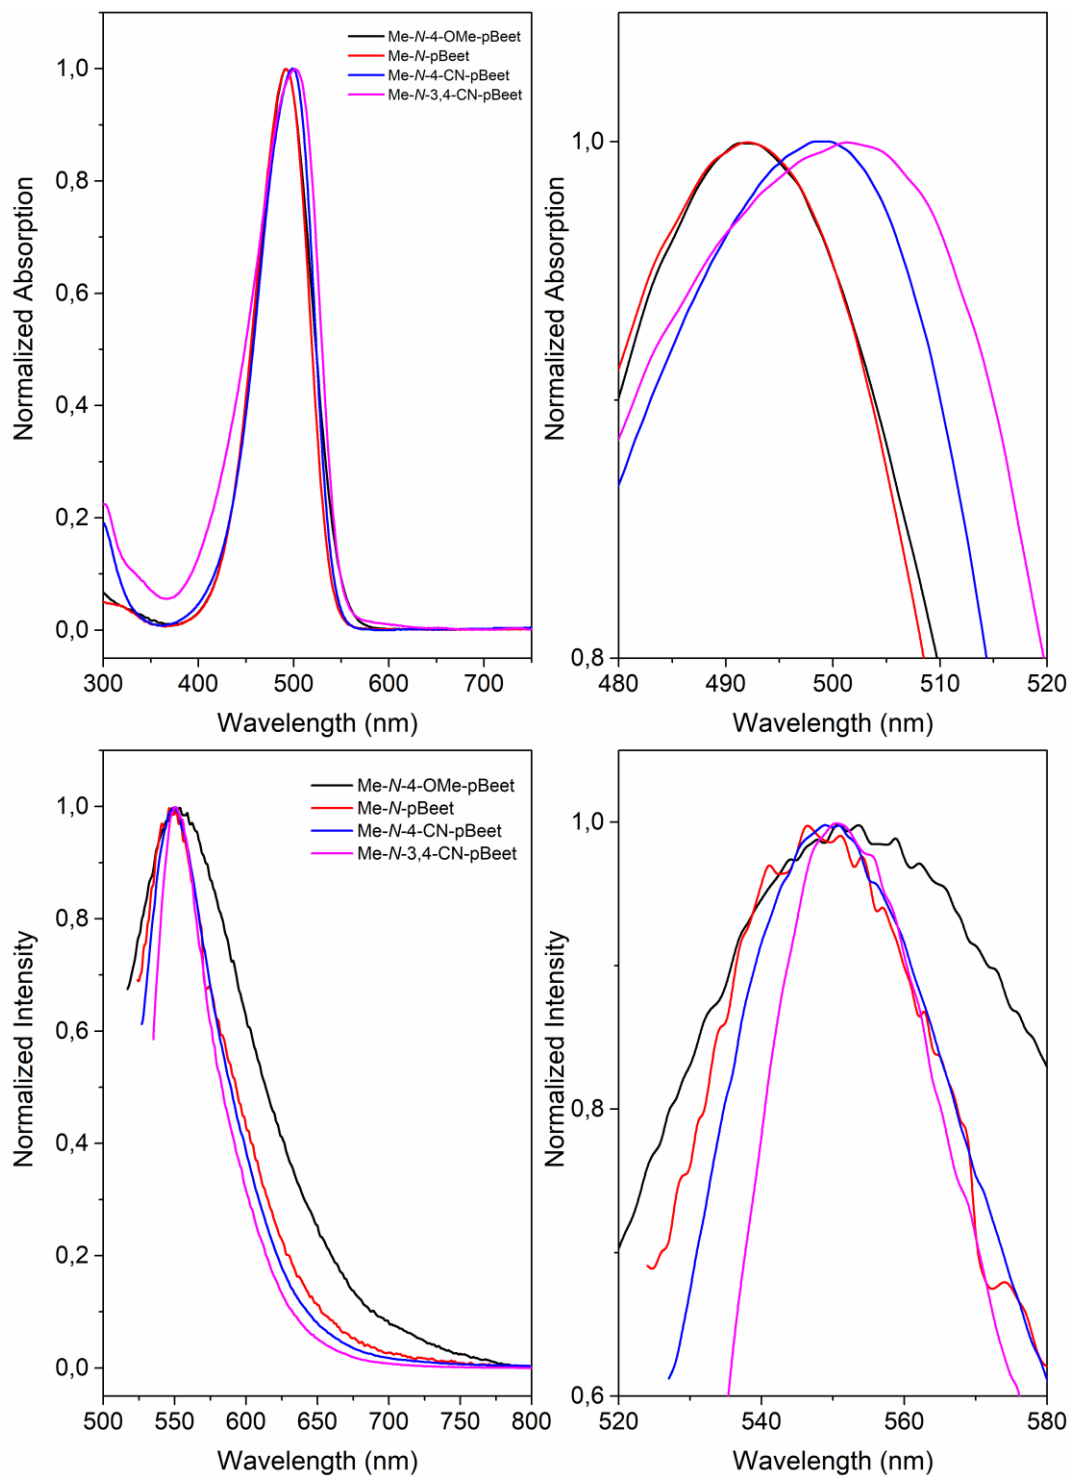 Me-N-4-OMe-pBeet
Me-N-pBeet
Me-N-4-CN-pBeet
Me-N-3,4-CN-pBeet
1,0
0,8
0,6
0,4
0,2
0,0
Normalized Absorption
300 400 500 600 700
Wavelength (nm)
1,0
0,8
Normalized Absorption
480 490 500 510 520
Wavelength (nm)
Me-N-4-OMe-pBeet
Me-N-pBeet
Me-N-4-CN-pBeet
Me-N-3,4-CN-pBeet
1,0
0,8
0,6
0,4
0,2
0,0
Normalized Intensity
500 550 600 650 700 750 800
Wavelength (nm)
1,0
0,8
0,6
Normalized Intensity
520 540 560 580
Wavelength (nm)